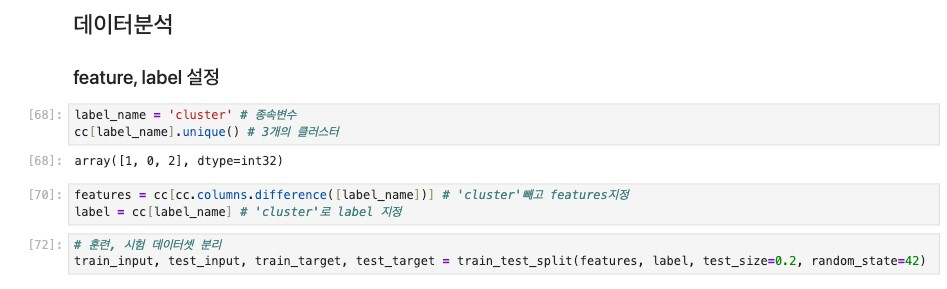 데이터분석
feature, label 설정
[68]: label_name = 'cluster' # 종속변수
cc[label_name].unique() # 3개의 클러스터
[68]: array([1, 0, 2], dtype=int32)
[70]: features = cc[cc.columns.difference([label_name])] # 'cluster'빼고 features지정
label = cc[label_name] # 'cluster'로 label 지정
[72]: # 훈련, 시험 데이터셋 분리
train_input, test_input, train_target, test_target = train_test_split(features, label, test_size=0.2, random_state=42)